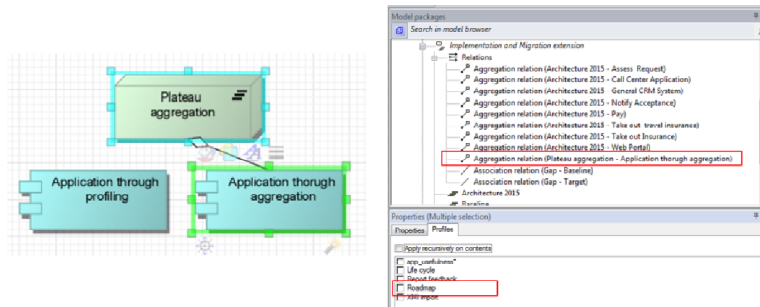 Plateau
aggregation
Application through
profiling
Application thorugh
aggregation
Model packages
Search in model browser
Implementation and Migration extension
Relations
Aggregation relation (Architecture 2015 - Assess Request)
Aggregation relation (Architecture 2015 - Call Center Application)
Aggregation relation (Architecture 2015 - General CRM System)
Aggregation relation (Architecture 2015 - Notify Acceptance)
Aggregation relation (Architecture 2015 - Pay)
Aggregation relation (Architecture 2015 - Take out travel insurance)
Aggregation relation (Architecture 2015 - Take out Insurance)
Aggregation relation (Architecture 2015 - Web Portal)
Aggregation relation (Plateau aggregation - Application thorugh aggregation)
Association relation (Gap - Baseline)
Association relation (Gap - Target)
Architecture 2015
Baseline
Properties (Multiple selection)
Properties Profiles
Apply recursively on contents
app_usefulness*
Life cycle
Report feedback
Roadmap
XMI import